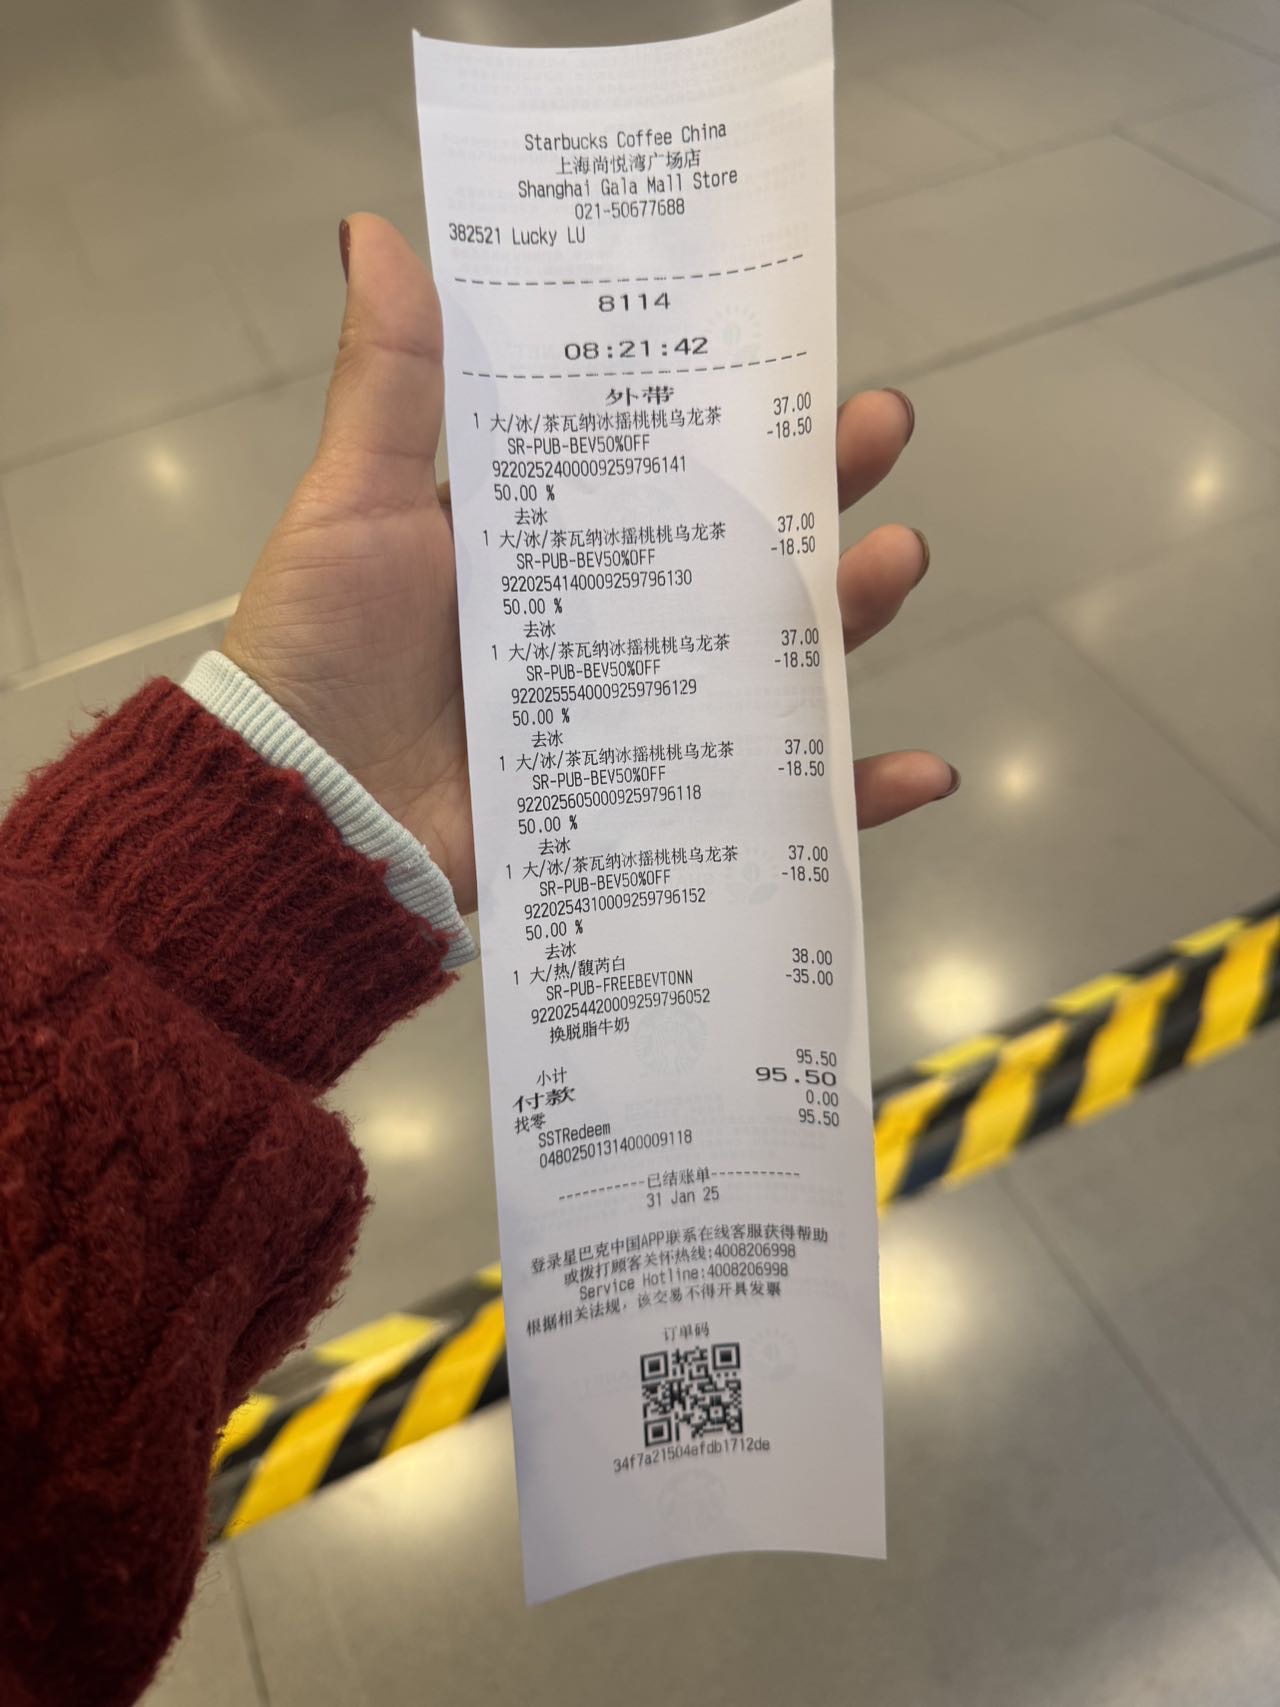 Starbucks Coffee China
上海尚悦湾广场店
Shanghai Gala Mall Store
021-50677688
382521 Lucky LU
8114
08:21:42
外带
1 大/冰/茶瓦纳冰摇桃桃乌龙茶 37.00
SR-PUB-BEV50%OFF -18.50
9220252400009259796141
50.00 %
去冰
1 大/冰/茶瓦纳冰摇桃桃乌龙茶 37.00
SR-PUB-BEV50%OFF -18.50
9220254140009259796130
50.00 %
去冰
1 大/冰/茶瓦纳冰摇桃桃乌龙茶 37.00
SR-PUB-BEV50%OFF -18.50
9220255540009259796129
50.00 %
去冰
1 大/冰/茶瓦纳冰摇桃桃乌龙茶 37.00
SR-PUB-BEV50%OFF -18.50
9220256050009259796118
50.00 %
去冰
1 大/冰/茶瓦纳冰摇桃桃乌龙茶 37.00
SR-PUB-BEV50%OFF -18.50
9220254310009259796152
50.00 %
去冰
1 大/热/馥芮白 38.00
SR-PUB-FREEBEVTONN -35.00
9220254420009259796052
换脱脂牛奶
小计 95.50
付款 95.50
找零 0.00
SSTRedeem 95.50
0480250131400009118
-----------已结账单-----------
31 Jan 25
登录星巴克中国APP联系在线客服获得帮助
或拨打顾客关怀热线:4008206998
Service Hotline:4008206998
根据相关法规，该交易不得开具发票
订单码
34f7a21504efdb1712de